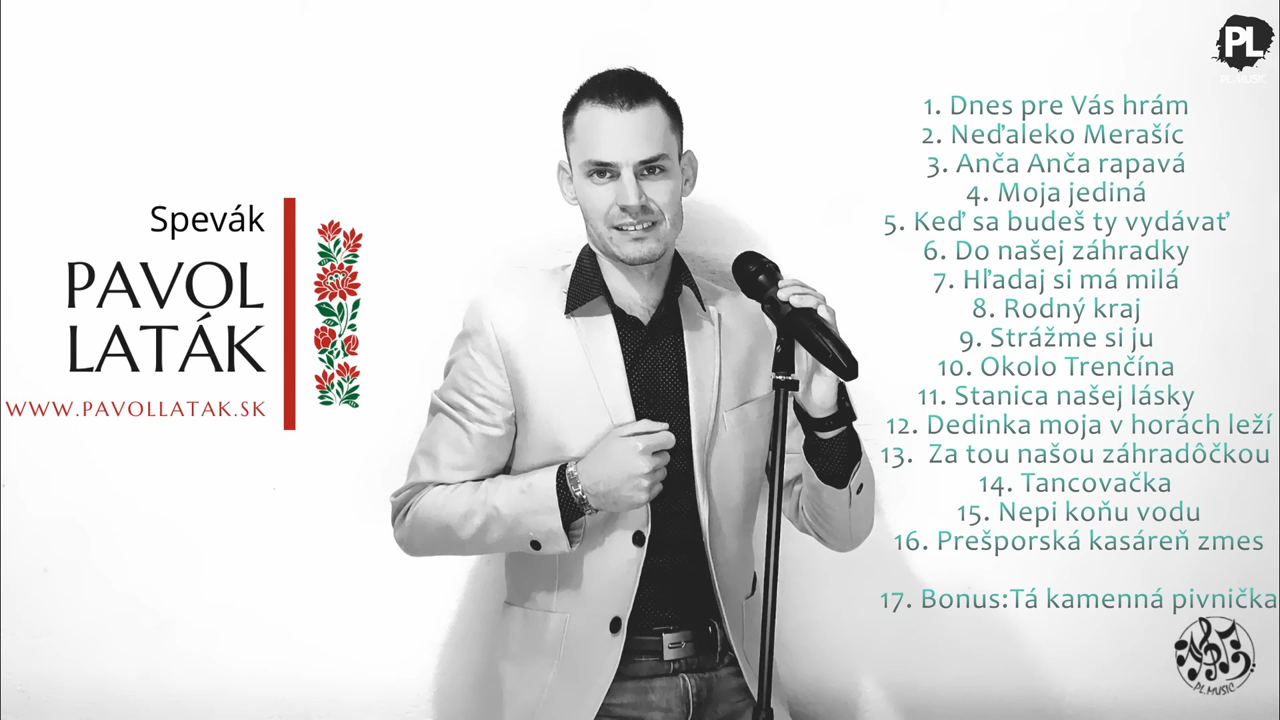 Spevák
PAVOL
LATÁK
WWW.PAVOLLATAK.SK
PL
PL MUSIC
1. Dnes pre Vás hrám
2. Neďaleko Merašíc
3. Anča Anča rapavá
4. Moja jediná
5. Keď sa budeš ty vydávať
6. Do našej záhradky
7. Hľadaj si má milá
8. Rodný kraj
9. Strážme si ju
10. Okolo Trenčína
11. Stanica našej lásky
12. Dedinka moja v horách leží
13. Za tou našou záhradôčkou
14. Tancovačka
15. Nepi koňu vodu
16. Prešporská kasáreň zmes
17. Bonus:Tá kamenná pivnička
PL.MUSIC